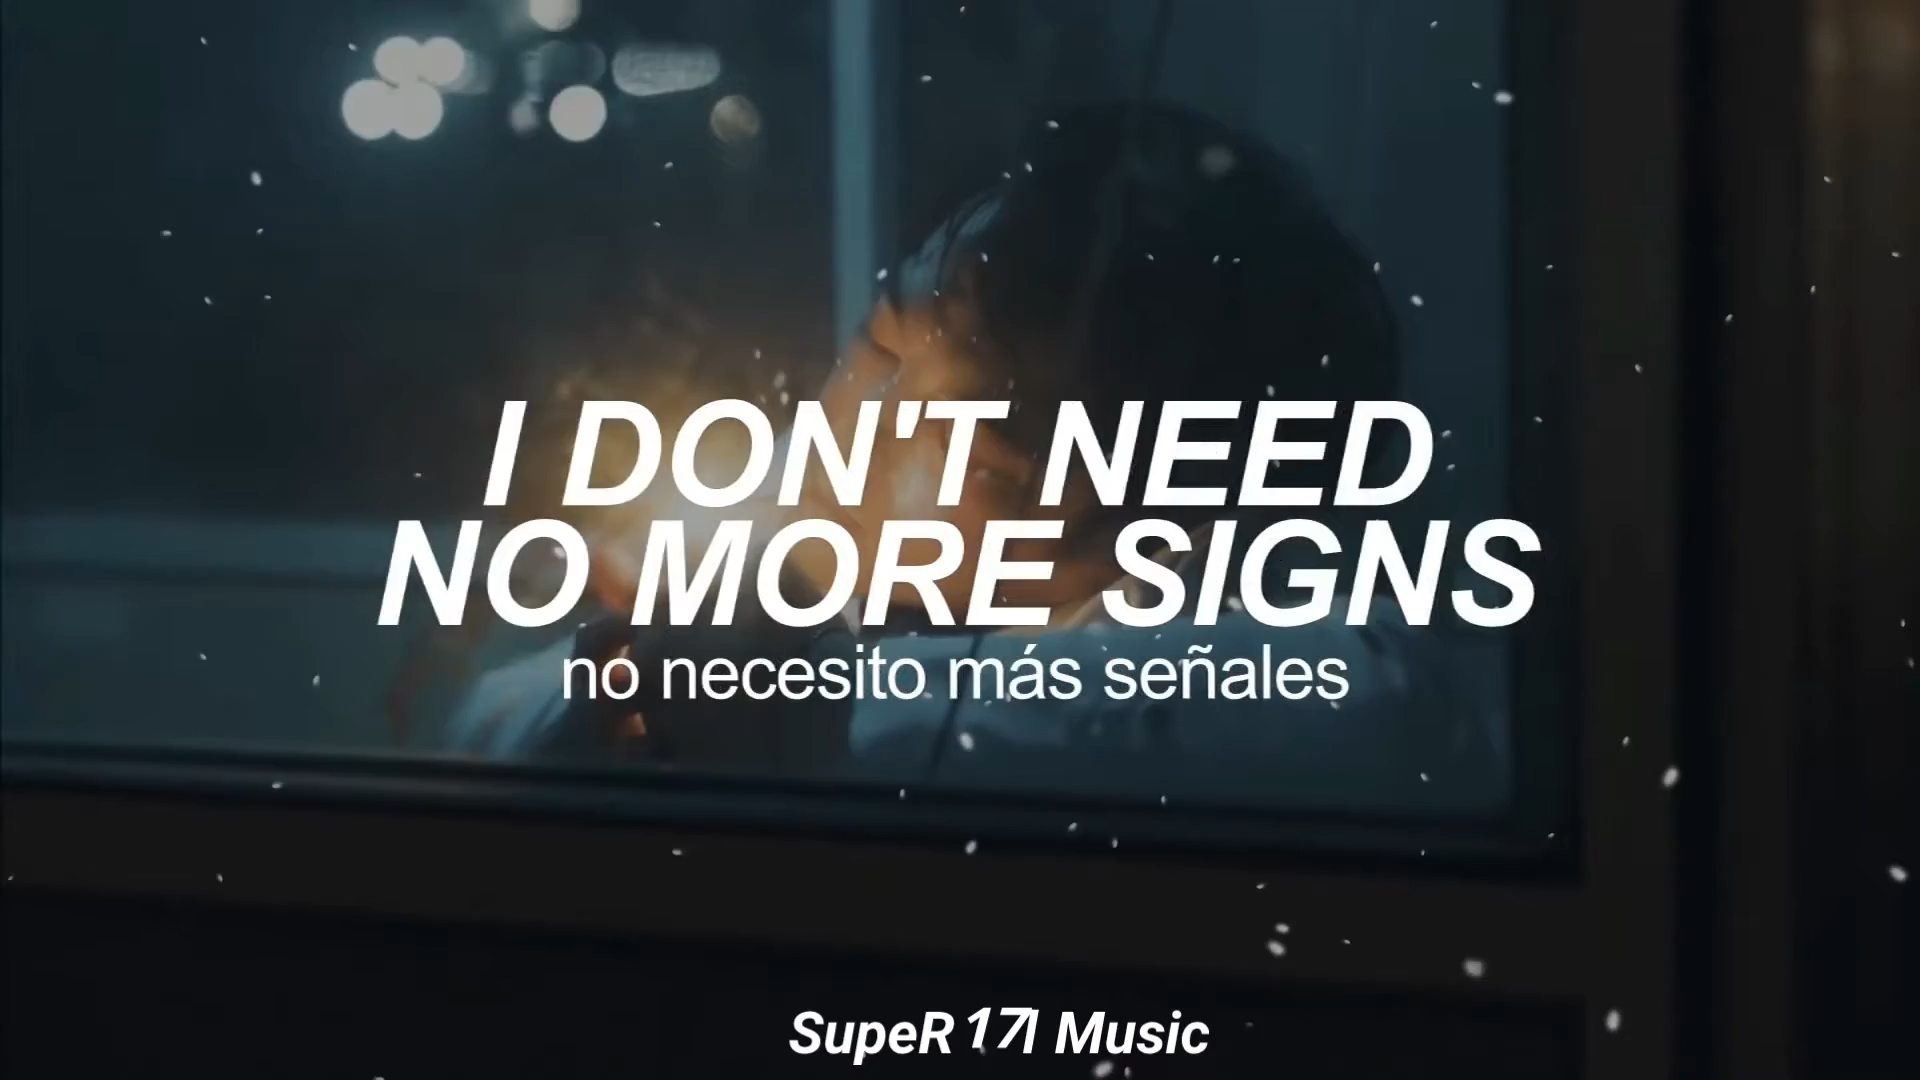 I DON'T NEED
NO MORE SIGNS
no necesito más señales
SupeR 17 Music